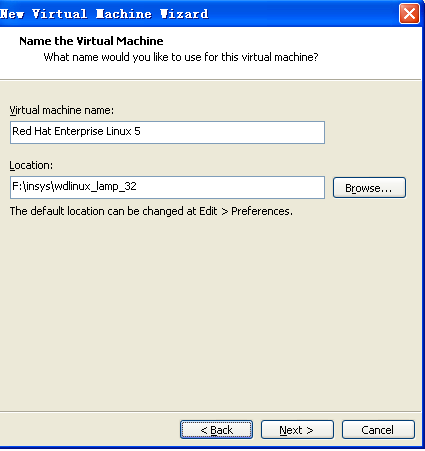 New Virtual Machine Wizard
Name the Virtual Machine
What name would you like to use for this virtual machine?
Virtual machine name:
Red Hat Enterprise Linux 5
Location:
F:\insys\wdlinux_lamp_32
Browse...
The default location can be changed at Edit > Preferences.
< Back
Next >
Cancel